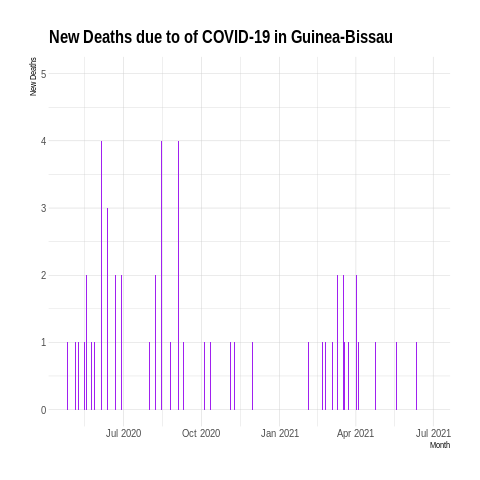 New Deaths due to of COVID-19 in Guinea-Bissau
New Deaths
5
4
3
2
1
0
Jul 2020
Oct 2020
Jan 2021
Apr 2021
Jul 2021
Month